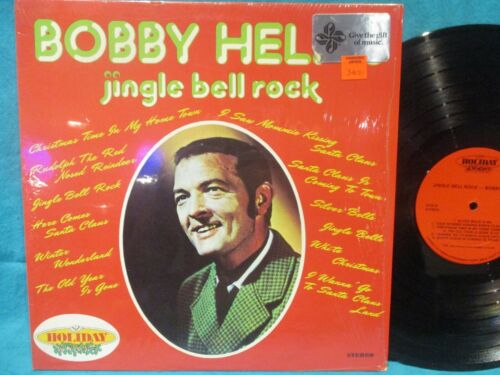 BOBBY HEL
jingle bell rock
Give the gift
of music.
Christmas Time In My Home Town
Rudolph The Red
Nosed Reindeer
Jingle Bell Rock
Here Comes
Santa Claus
Winter
Wonderland
The Old Year
Is Gone
I Saw Mommie Kissing
Santa Claus
Santa Claus Is
Coming To Town
Silver Bells
Jingle Bells
White
Christmas
I Wanna' Go
To Santa Claus
Land
HOLIDAY
STEREO
HOLIDAY
JINGLE BELL ROCK